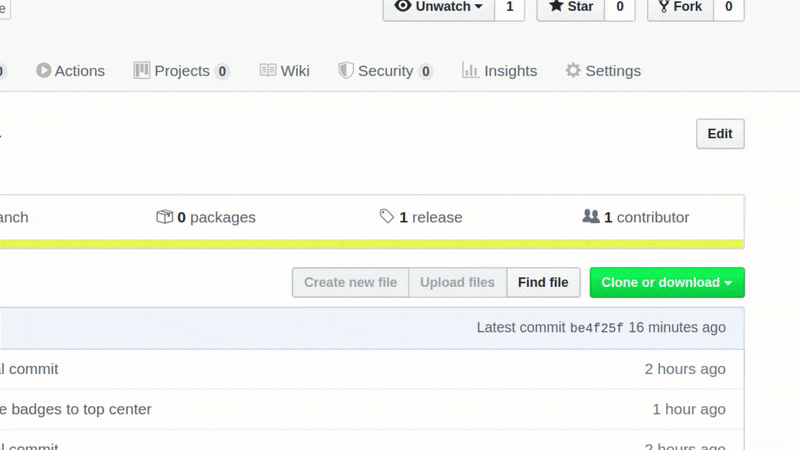 e
Unwatch 1 Star 0 Fork 0
0 Actions Projects 0 Wiki Security 0 Insights Settings
Edit
anch 0 packages 1 release 1 contributor
Create new file Upload files Find file Clone or download
Latest commit be4f25f 16 minutes ago
l commit 2 hours ago
e badges to top center 1 hour ago
l commit 2 hours ago